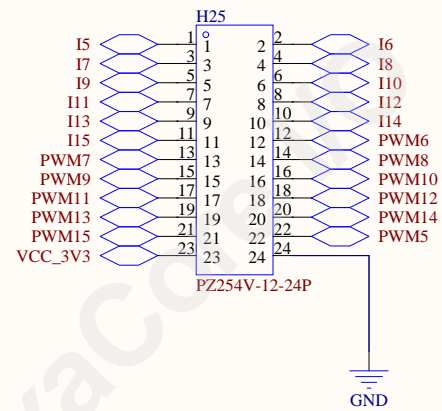 H25
I5 1 1 2 2 I6
I7 3 3 4 4 I8
I9 5 5 6 6 I10
I11 7 7 8 8 I12
I13 9 9 10 10 I14
I15 11 11 12 12 PWM6
PWM7 13 13 14 14 PWM8
PWM9 15 15 16 16 PWM10
PWM11 17 17 18 18 PWM12
PWM13 19 19 20 20 PWM14
PWM15 21 21 22 22 PWM5
VCC_3V3 23 23 24 24
PZ254V-12-24P
GND